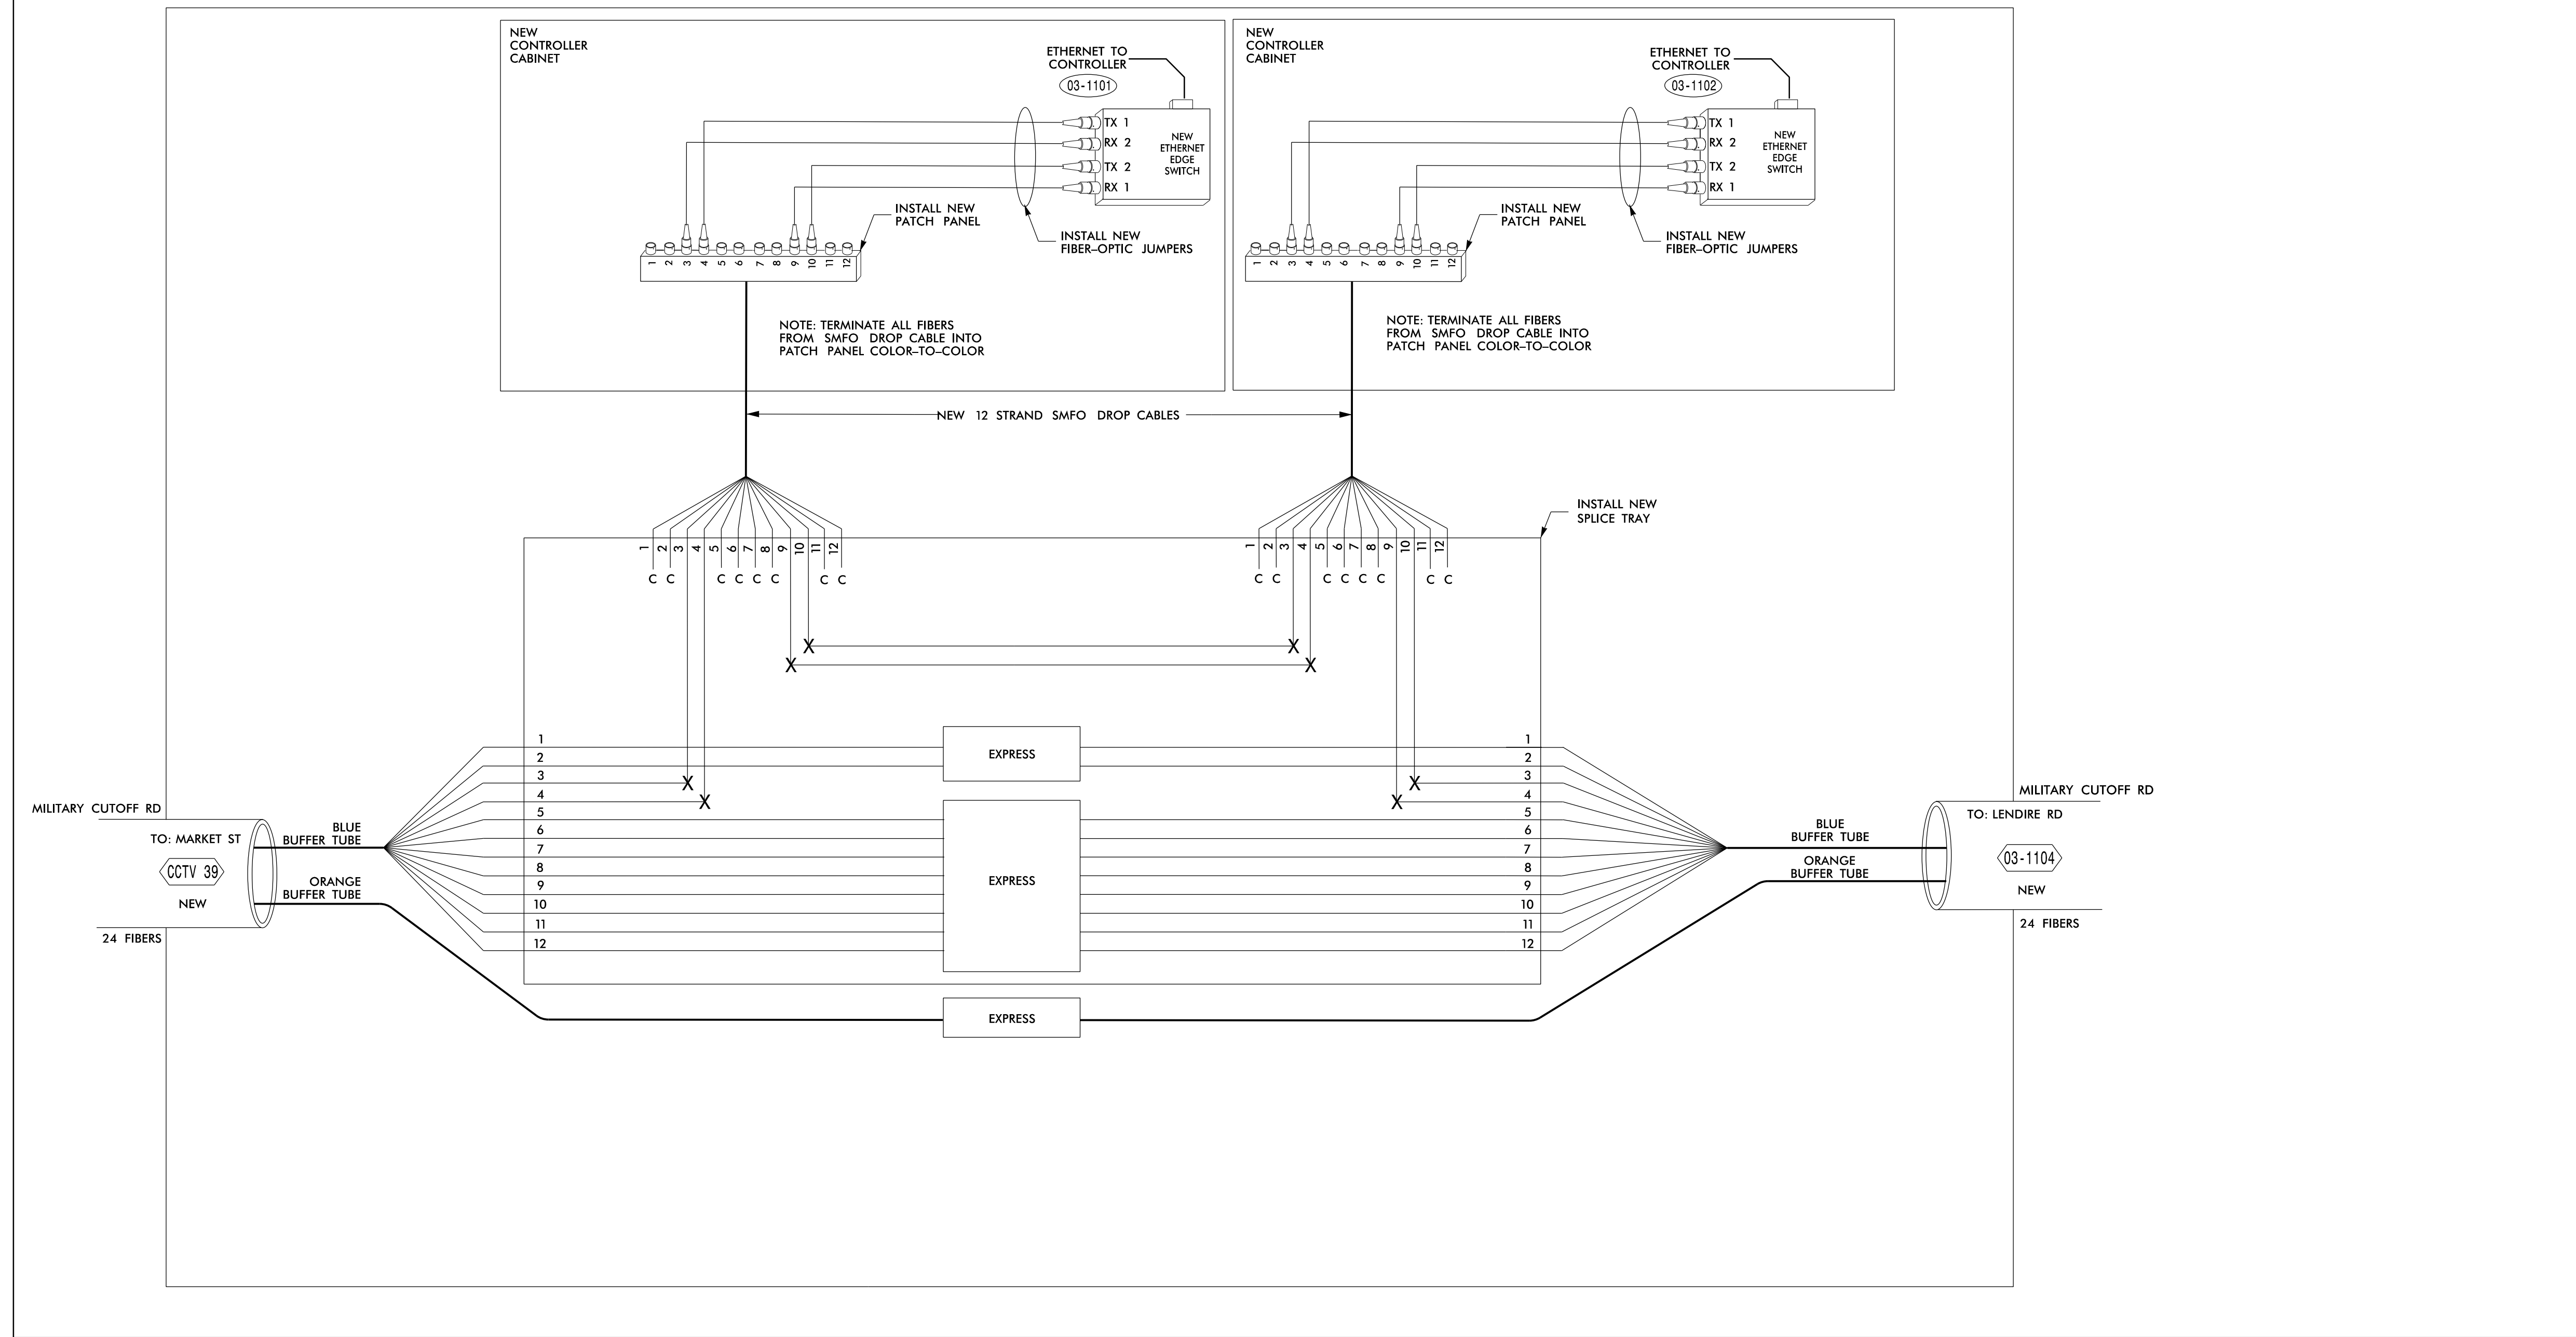 NEW
CONTROLLER
CABINET
ETHERNET TO
CONTROLLER
03-1101
TX 1
RX 2
TX 2
RX 1
NEW
ETHERNET
EDGE
SWITCH
INSTALL NEW
PATCH PANEL
INSTALL NEW
FIBER-OPTIC JUMPERS
1 2 3 4 5 6 7 8 9 10 11 12
NOTE: TERMINATE ALL FIBERS
FROM SMFO DROP CABLE INTO
PATCH PANEL COLOR-TO-COLOR
NEW
CONTROLLER
CABINET
ETHERNET TO
CONTROLLER
03-1102
TX 1
RX 2
TX 2
RX 1
NEW
ETHERNET
EDGE
SWITCH
INSTALL NEW
PATCH PANEL
INSTALL NEW
FIBER-OPTIC JUMPERS
1 2 3 4 5 6 7 8 9 10 11 12
NOTE: TERMINATE ALL FIBERS
FROM SMFO DROP CABLE INTO
PATCH PANEL COLOR-TO-COLOR
NEW 12 STRAND SMFO DROP CABLES
INSTALL NEW
SPLICE TRAY
1 2 3 4 5 6 7 8 9 10 11 12
C C C C C C C C
1 2 3 4 5 6 7 8 9 10 11 12
C C C C C C C C
X X
X X
1 EXPRESS 1
2 2
3 X X 3
4 X X 4
5 5
6 6
7 7
8 8
EXPRESS
9 9
10 10
11 11
12 12
EXPRESS
MILITARY CUTOFF RD
TO: MARKET ST
CCTV 39
NEW
24 FIBERS
BLUE
BUFFER TUBE
ORANGE
BUFFER TUBE
BLUE
BUFFER TUBE
ORANGE
BUFFER TUBE
MILITARY CUTOFF RD
TO: LENDIRE RD
03-1104
NEW
24 FIBERS